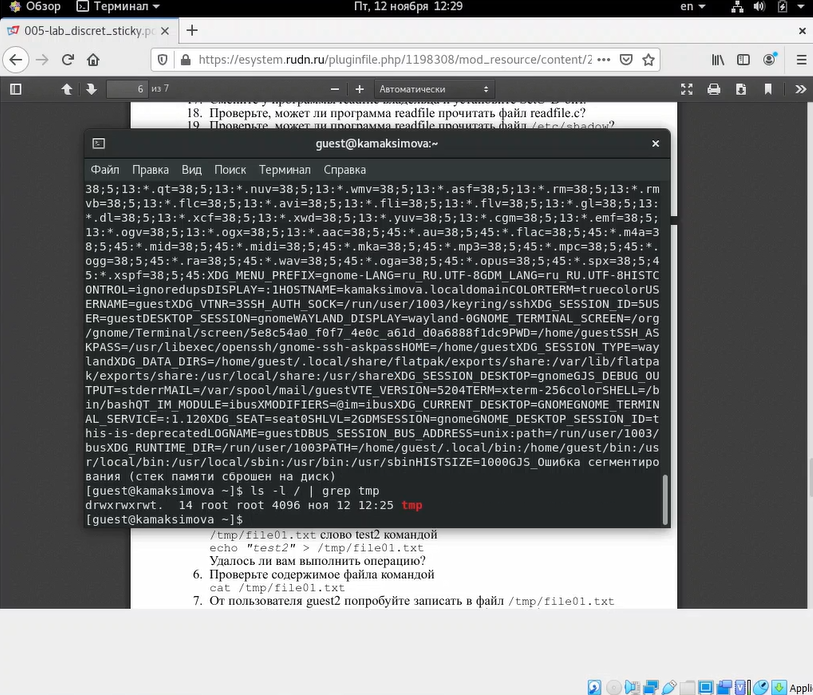 Обзор Терминал Пт, 12 ноября 12:29 en
005-lab_discret_sticky.p
https://esystem.rudn.ru/pluginfile.php/1198308/mod_resource/content/2
6 из 7 Автоматически
18. Проверьте, может ли программа readfile прочитать файл readfile.c?
19. Проверьте, может ли программа readfile прочитать файл /etc/shadow?
guest@kamaksimova:~
Файл Правка Вид Поиск Терминал Справка
38;5;13:*.qt=38;5;13:*.nuv=38;5;13:*.wmv=38;5;13:*.asf=38;5;13:*.rm=38;5;13:*.rm
vb=38;5;13:*.flc=38;5;13:*.avi=38;5;13:*.fli=38;5;13:*.flv=38;5;13:*.gl=38;5;13:
*.dl=38;5;13:*.xcf=38;5;13:*.xwd=38;5;13:*.yuv=38;5;13:*.cgm=38;5;13:*.emf=38;5;
13:*.ogv=38;5;13:*.ogx=38;5;13:*.aac=38;5;45:*.au=38;5;45:*.flac=38;5;45:*.m4a=3
8;5;45:*.mid=38;5;45:*.midi=38;5;45:*.mka=38;5;45:*.mp3=38;5;45:*.mpc=38;5;45:*.
ogg=38;5;45:*.ra=38;5;45:*.wav=38;5;45:*.oga=38;5;45:*.opus=38;5;45:*.spx=38;5;4
5:*.xspf=38;5;45:XDG_MENU_PREFIX=gnome-LANG=ru_RU.UTF-8GDM_LANG=ru_RU.UTF-8HISTC
ONTROL=ignoredupsDISPLAY=:1HOSTNAME=kamaksimova.localdomainCOLORTERM=truecolorUS
ERNAME=guestXDG_VTNR=3SSH_AUTH_SOCK=/run/user/1003/keyring/sshXDG_SESSION_ID=5US
ER=guestDESKTOP_SESSION=gnomeWAYLAND_DISPLAY=wayland-0GNOME_TERMINAL_SCREEN=/org
/gnome/Terminal/screen/5e8c54a0_f0f7_4e0c_a61d_d0a6888f1dc9PWD=/home/guestSSH_AS
KPASS=/usr/libexec/openssh/gnome-ssh-askpassHOME=/home/guestXDG_SESSION_TYPE=way
landXDG_DATA_DIRS=/home/guest/.local/share/flatpak/exports/share:/var/lib/flatpa
k/exports/share:/usr/local/share:/usr/shareXDG_SESSION_DESKTOP=gnomeGJS_DEBUG_OU
TPUT=stderrMAIL=/var/spool/mail/guestVTE_VERSION=5204TERM=xterm-256colorSHELL=/b
in/bashQT_IM_MODULE=ibusXMODIFIERS=@im=ibusXDG_CURRENT_DESKTOP=GNOMEGNOME_TERMIN
AL_SERVICE=:1.120XDG_SEAT=seat0SHLVL=2GDMSESSION=gnomeGNOME_DESKTOP_SESSION_ID=t
his-is-deprecatedLOGNAME=guestDBUS_SESSION_BUS_ADDRESS=unix:path=/run/user/1003/
busXDG_RUNTIME_DIR=/run/user/1003PATH=/home/guest/.local/bin:/home/guest/bin:/us
r/local/bin:/usr/bin:/usr/local/sbin:/usr/sbinHISTSIZE=1000GJS_Ошибка сегментиро
вания (стек памяти сброшен на диск)
[guest@kamaksimova ~]$ ls -l / | grep tmp
drwxrwxrwt. 14 root root 4096 ноя 12 12:25 tmp
[guest@kamaksimova ~]$
/tmp/file01.txt слово test2 командой
echo "test2" > /tmp/file01.txt
Удалось ли вам выполнить операцию?
6. Проверьте содержимое файла командой
cat /tmp/file01.txt
7. От пользователя guest2 попробуйте записать в файл /tmp/file01.txt
Appli